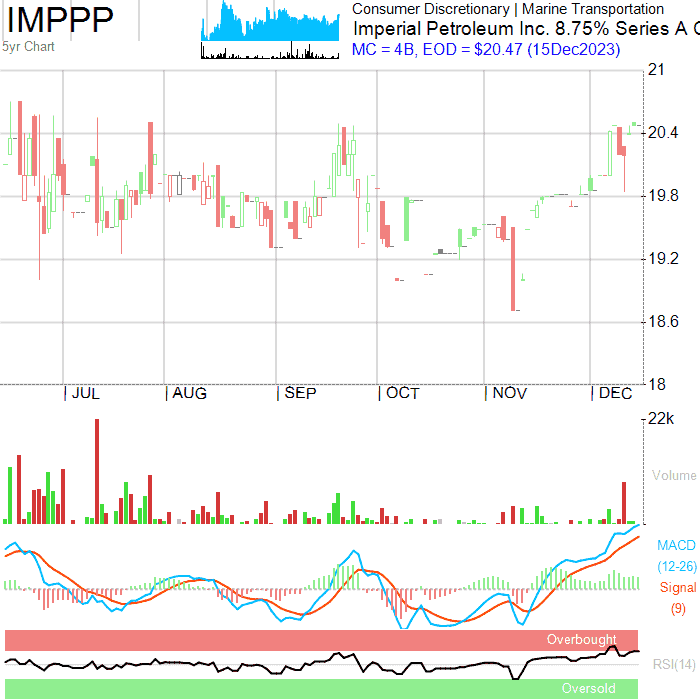 IMPPP
5yr Chart
Consumer Discretionary | Marine Transportation
Imperial Petroleum Inc. 8.75% Series A C
MC = 4B, EOD = $20.47 (15Dec2023)
21
20.4
19.8
19.2
18.6
18
JUL AUG SEP OCT NOV DEC
22k
Volume
MACD
(12-26)
Signal
(9)
Overbought
RSI(14)
Oversold